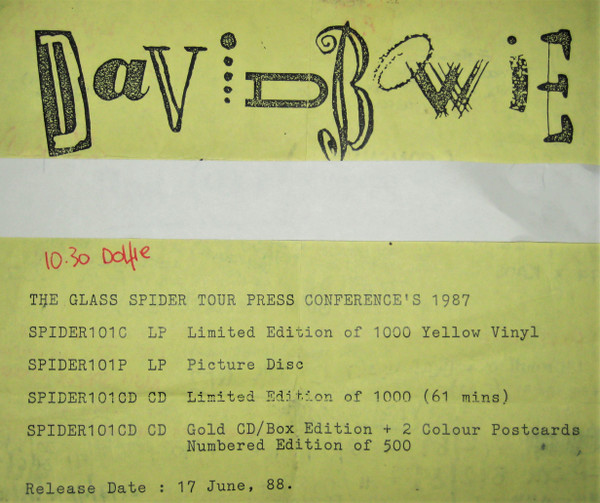 DaViD BoWiE
10.30 Dolfie
THE GLASS SPIDER TOUR PRESS CONFERENCE'S 1987
SPIDER101C LP Limited Edition of 1000 Yellow Vinyl
SPIDER101P LP Picture Disc
SPIDER101CD CD Limited Edition of 1000 (61 mins)
SPIDER101CD CD Gold CD/Box Edition + 2 Colour Postcards
Numbered Edition of 500
Release Date : 17 June, 88.